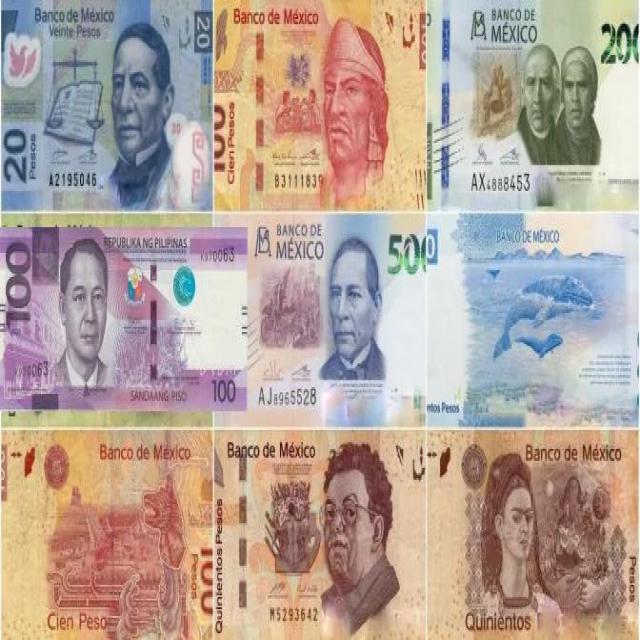 Banco de México
Veinte Pesos
20
20
Pesos
20
A2195046
Banco de México
100
Cien Pesos
B3111839
BANCO DE
MÉXICO
200
AX4888453
REPUBLIKA NG PILIPINAS
100
SANDAANG PISO
100
BANCO DE
MÉXICO
500
AJ8965528
BANCO DE MÉXICO
ntos Pesos
Banco de México
100
Pesos
Cien Peso
Banco de México
Quinientos Pesos
M5293642
Banco de México
Pesos
Quinientos